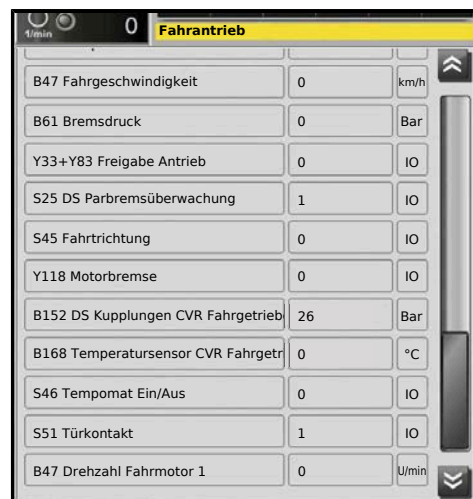 1/min 0 Fahrantrieb
B47 Fahrgeschwindigkeit 0 km/h
B61 Bremsdruck 0 Bar
Y33+Y83 Freigabe Antrieb 0 IO
S25 DS Parbremsüberwachung 1 IO
S45 Fahrtrichtung 0 IO
Y118 Motorbremse 0 IO
B152 DS Kupplungen CVR Fahrgetrieb 26 Bar
B168 Temperatursensor CVR Fahrgetr 0 °C
S46 Tempomat Ein/Aus 0 IO
S51 Türkontakt 1 IO
B47 Drehzahl Fahrmotor 1 0 U/min